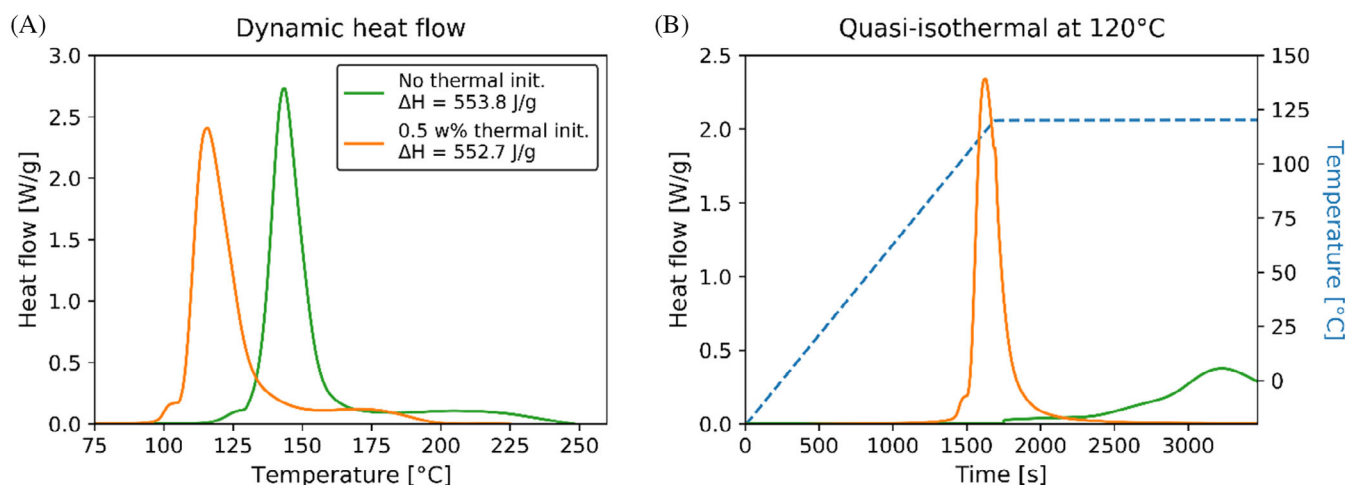 (A)
Dynamic heat flow
3.0
2.5
2.0
1.5
1.0
0.5
0.0
Heat flow [W/g]
No thermal init.
ΔH = 553.8 J/g
0.5 w% thermal init.
ΔH = 552.7 J/g
75 100 125 150 175 200 225 250
Temperature [°C]
(B)
Quasi-isothermal at 120°C
2.5
2.0
1.5
1.0
0.5
0.0
Heat flow [W/g]
150
125
100
75
50
25
0
Temperature [°C]
0 500 1000 1500 2000 2500 3000
Time [s]